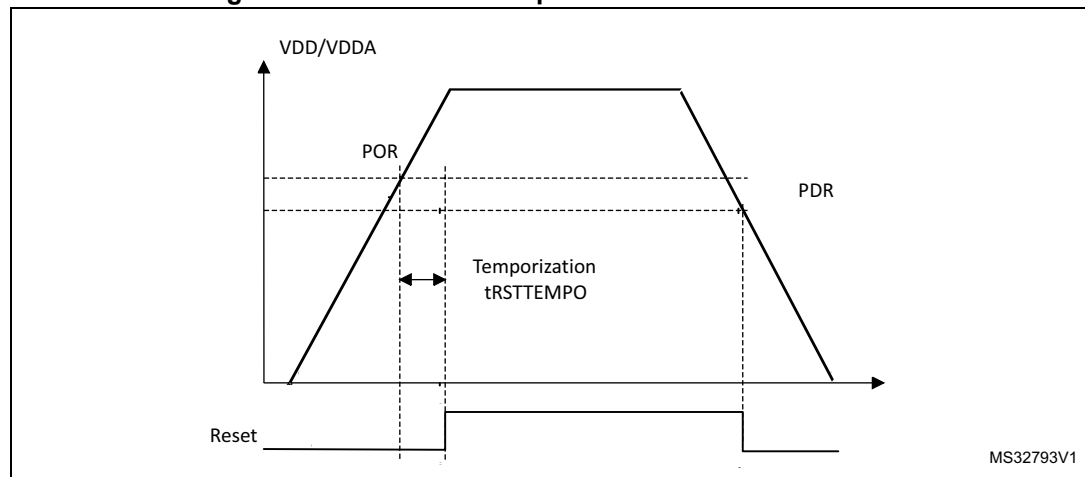 VDD/VDDA
POR
PDR
Temporization
tRSTTEMPO
Reset
MS32793V1